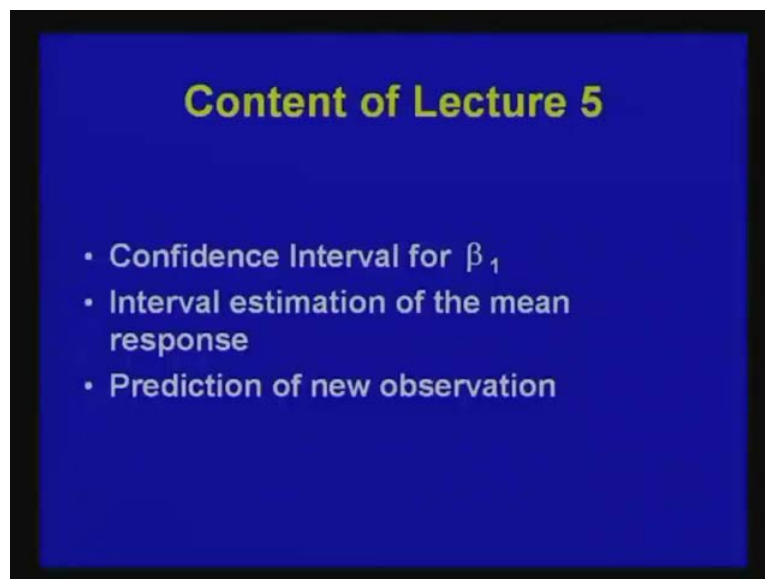 Content of Lecture 5
• Confidence Interval for β₁
• Interval estimation of the mean
response
• Prediction of new observation